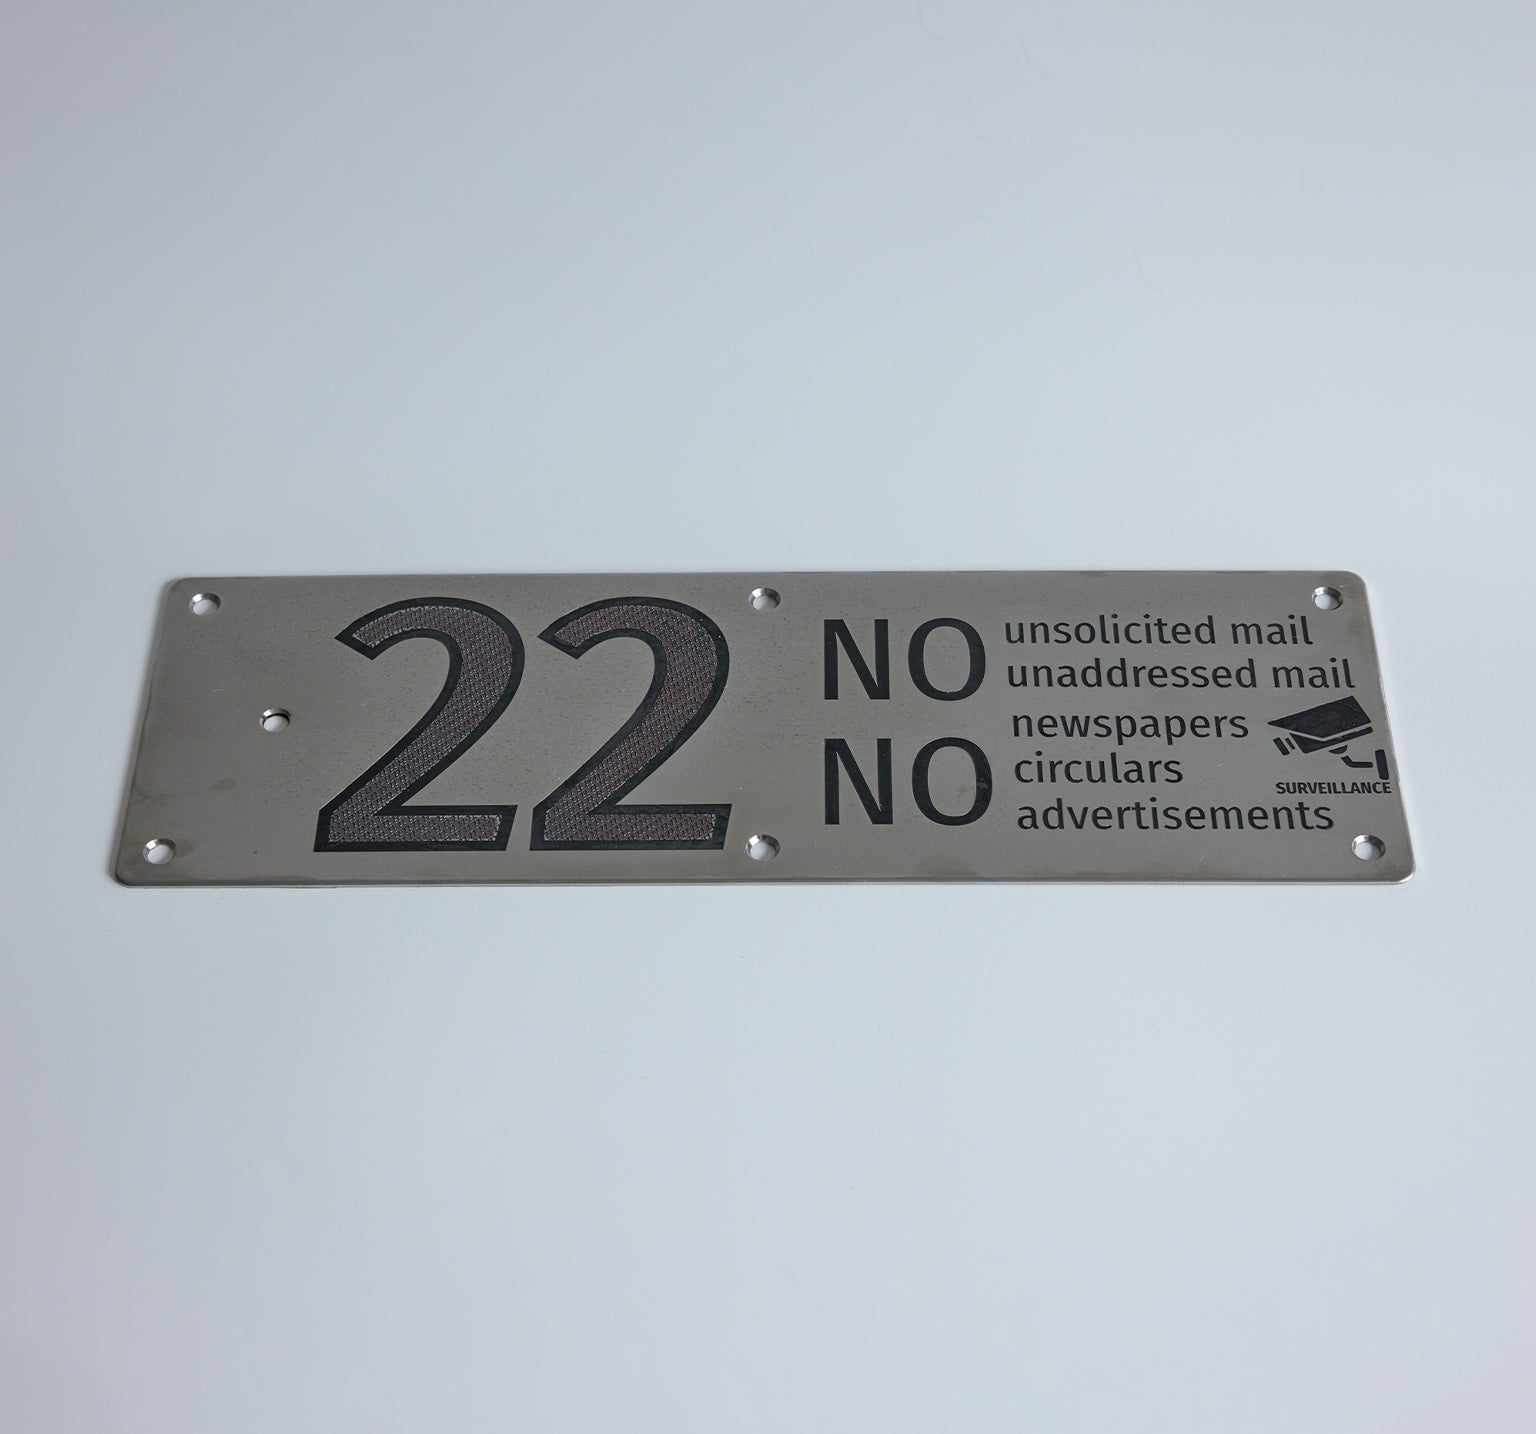 22
NO
unsolicited mail
unaddressed mail
NO
newspapers
circulars
advertisements
SURVEILLANCE